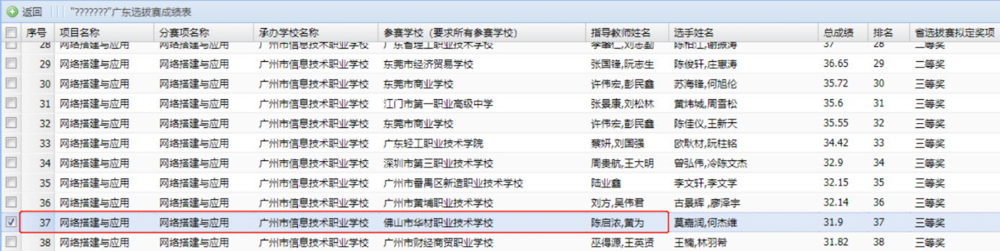 返回 "???????"广东选拔赛成绩表
序号 项目名称 分赛项名称 承办学校名称 参赛学校（要求所有参赛学校） 指导教师姓名 选手姓名 总成绩 排名 省选拔赛拟定奖项
28 网络搭建与应用 网络搭建与应用 广州市信息技术职业学校 广东省理工职业技术学校 李肇仁,刘志勤 陈柏江,谢振涛 37 28 二等奖
29 网络搭建与应用 网络搭建与应用 广州市信息技术职业学校 东莞市经济贸易学校 张国锋,阮志生 陈俊轩,庄惠涛 36.65 29 二等奖
30 网络搭建与应用 网络搭建与应用 广州市信息技术职业学校 东莞市商业学校 许伟宏,彭民鑫 苏海锋,何旭伦 35.72 30 三等奖
31 网络搭建与应用 网络搭建与应用 广州市信息技术职业学校 江门市第一职业高级中学 张景康,刘松林 黄炜城,周雪松 35.6 31 三等奖
32 网络搭建与应用 网络搭建与应用 广州市信息技术职业学校 东莞市商业学校 许伟宏,彭民鑫 陈佳仪,王新天 35.55 32 三等奖
33 网络搭建与应用 网络搭建与应用 广州市信息技术职业学校 广东轻工职业技术学院 蔡妍,刘国强 欧耿材,阮柱铭 34.42 33 三等奖
34 网络搭建与应用 网络搭建与应用 广州市信息技术职业学校 深圳市第三职业技术学校 周贵航,王大明 曾弘伟,冷陈文杰 32.9 34 三等奖
35 网络搭建与应用 网络搭建与应用 广州市信息技术职业学校 广州市番禺区新造职业技术学校 陆业鑫 李文轩,李文学 32.15 35 三等奖
36 网络搭建与应用 网络搭建与应用 广州市信息技术职业学校 广州市黄埔职业技术学校 刘方,吴伟君 古景辉 ,廖泽宇 32.14 36 三等奖
37 网络搭建与应用 网络搭建与应用 广州市信息技术职业学校 佛山市华材职业技术学校 陈启浓,黄为 莫嘉润,何杰维 31.9 37 三等奖
38 网络搭建与应用 网络搭建与应用 广州市信息技术职业学校 广州市财经商贸职业学校 巫得源,王英贤 王楠,林羽希 31.82 38 三等奖